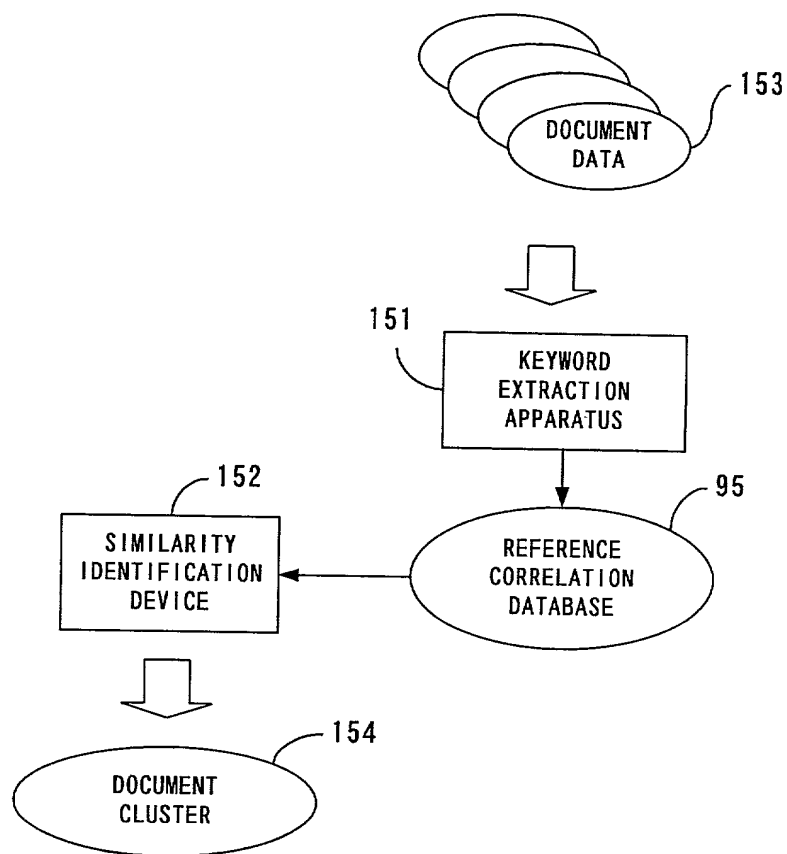 153
DOCUMENT
DATA
151
KEYWORD
EXTRACTION
APPARATUS
152
95
SIMILARITY
IDENTIFICATION
DEVICE
REFERENCE
CORRELATION
DATABASE
154
DOCUMENT
CLUSTER